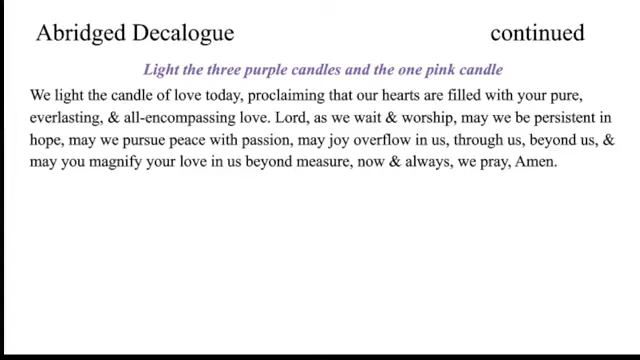 Abridged Decalogue continued
Light the three purple candles and the one pink candle
We light the candle of love today, proclaiming that our hearts are filled with your pure,
everlasting, & all-encompassing love. Lord, as we wait & worship, may we be persistent in
hope, may we pursue peace with passion, may joy overflow in us, through us, beyond us, &
may you magnify your love in us beyond measure, now & always, we pray, Amen.